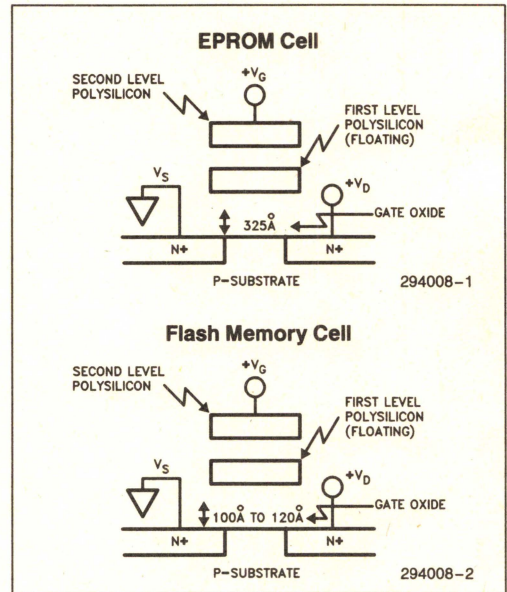 EPROM Cell
SECOND LEVEL
POLYSILICON
+VG
FIRST LEVEL
POLYSILICON
(FLOATING)
VS
+VD
325Å
GATE OXIDE
N+
N+
P-SUBSTRATE
294008-1
Flash Memory Cell
SECOND LEVEL
POLYSILICON
+VG
FIRST LEVEL
POLYSILICON
(FLOATING)
VS
+VD
100Å TO 120Å
GATE OXIDE
N+
N+
P-SUBSTRATE
294008-2